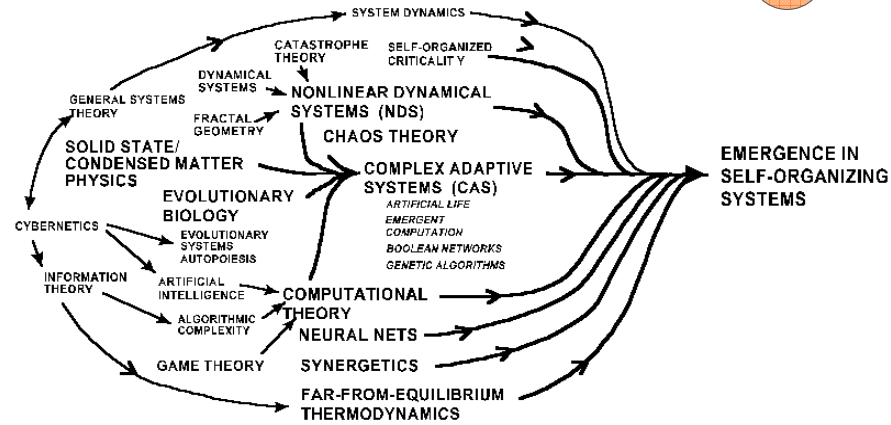 SYSTEM DYNAMICS
CATASTROPHE
THEORY
SELF-ORGANIZED
CRITICALITY
DYNAMICAL
SYSTEMS
NONLINEAR DYNAMICAL
SYSTEMS (NDS)
GENERAL SYSTEMS
THEORY
FRACTAL
GEOMETRY
CHAOS THEORY
SOLID STATE/
CONDENSED MATTER
PHYSICS
COMPLEX ADAPTIVE
SYSTEMS (CAS)
ARTIFICIAL LIFE
EMERGENT
COMPUTATION
BOOLEAN NETWORKS
GENETIC ALGORITHMS
EMERGENCE IN
SELF-ORGANIZING
SYSTEMS
EVOLUTIONARY
BIOLOGY
CYBERNETICS
EVOLUTIONARY
SYSTEMS
AUTOPOIESIS
INFORMATION
THEORY
ARTIFICIAL
INTELLIGENCE
COMPUTATIONAL
THEORY
ALGORITHMIC
COMPLEXITY
NEURAL NETS
GAME THEORY
SYNERGETICS
FAR-FROM-EQUILIBRIUM
THERMODYNAMICS